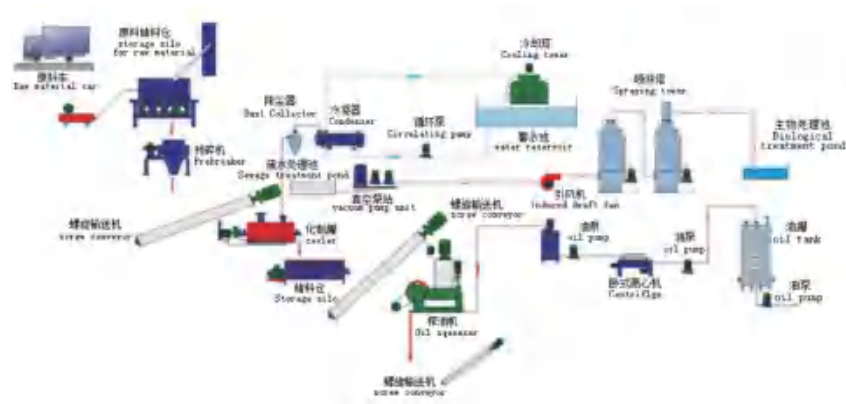 原料储料仓
storage silo
for raw material
原料车
Raw material car
冷却塔
Cooling tower
喷淋塔
Spraying tower
除尘器
Dust Collector
冷凝器
Condenser
循环泵
Circulating pump
蓄水池
water reservoir
生物处理池
Biological
treatment pond
预碎机
Prebreaker
废水处理池
Sewage treatment pond
真空泵站
vacuum pump unit
螺旋输送机
screw conveyor
引风机
induced draft fan
螺旋输送机
screw conveyor
化制罐
cooler
油泵
oil pump
油泵
oil pump
油罐
oil tank
储料仓
Storage silo
卧式离心机
Centrifige
油泵
oil pump
榨油机
Oil squeezer
螺旋输送机
screw conveyor